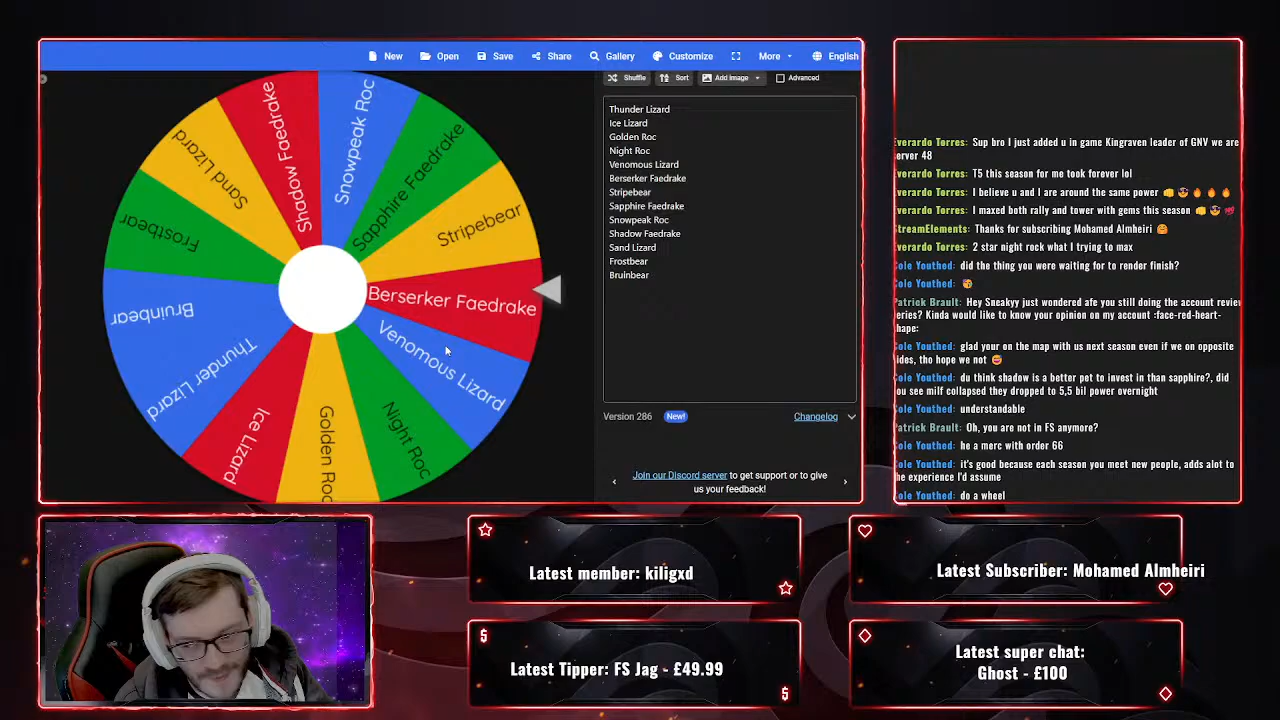 New Open Save Share Gallery Customize More English
Shuffle Sort Add Image Advanced
Snowpeak Roc
Sapphire Faedrake
Stripebear
Berserker Faedrake
Venomous Lizard
Night Roc
Golden Roc
Ice Lizard
Thunder Lizard
Bruinbear
Frostbear
Sand Lizard
Shadow Faedrake
Thunder Lizard
Ice Lizard
Golden Roc
Night Roc
Venomous Lizard
Berserker Faedrake
Stripebear
Sapphire Faedrake
Snowpeak Roc
Shadow Faedrake
Sand Lizard
Frostbear
Bruinbear
Version 286 New! Changelog
Join our Discord server to get support or to give
us your feedback!
Everardo Torres: Sup bro I just added u in game Kingraven leader of GNV we are
erver 48
verardo Torres: T5 this season for me took forever lol
verardo Torres: I believe u and I are around the same power 👊😎🔥🔥🔥
verardo Torres: I maxed both rally and tower with gems this season 👊😎
StreamElements: Thanks for subscribing Mohamed Almheiri 🤗
verardo Torres: 2 star night rock what I trying to max
Cole Youthed: did the thing you were waiting for to render finish?
Cole Youthed:
Patrick Brault: Hey Sneakyy just wondered afe you still doing the account review
eries? Kinda would like to know your opinion on my account :face-red-heart-
hape:
Cole Youthed: glad your on the map with us next season even if we on opposite
ides, tho hope we not 😅
Cole Youthed: du think shadow is a better pet to invest in than sapphire?, did
ou see milf collapsed they dropped to 5,5 bil power overnight
Cole Youthed: understandable
Patrick Brault: Oh, you are not in FS anymore?
Cole Youthed: he a merc with order 66
Cole Youthed: it's good because each season you meet new people, adds alot to
he experience I'd assume
Cole Youthed: do a wheel
Latest member: kiligxd
Latest Subscriber: Mohamed Almheiri
Latest Tipper: FS Jag - £49.99
Latest super chat:
Ghost - £100